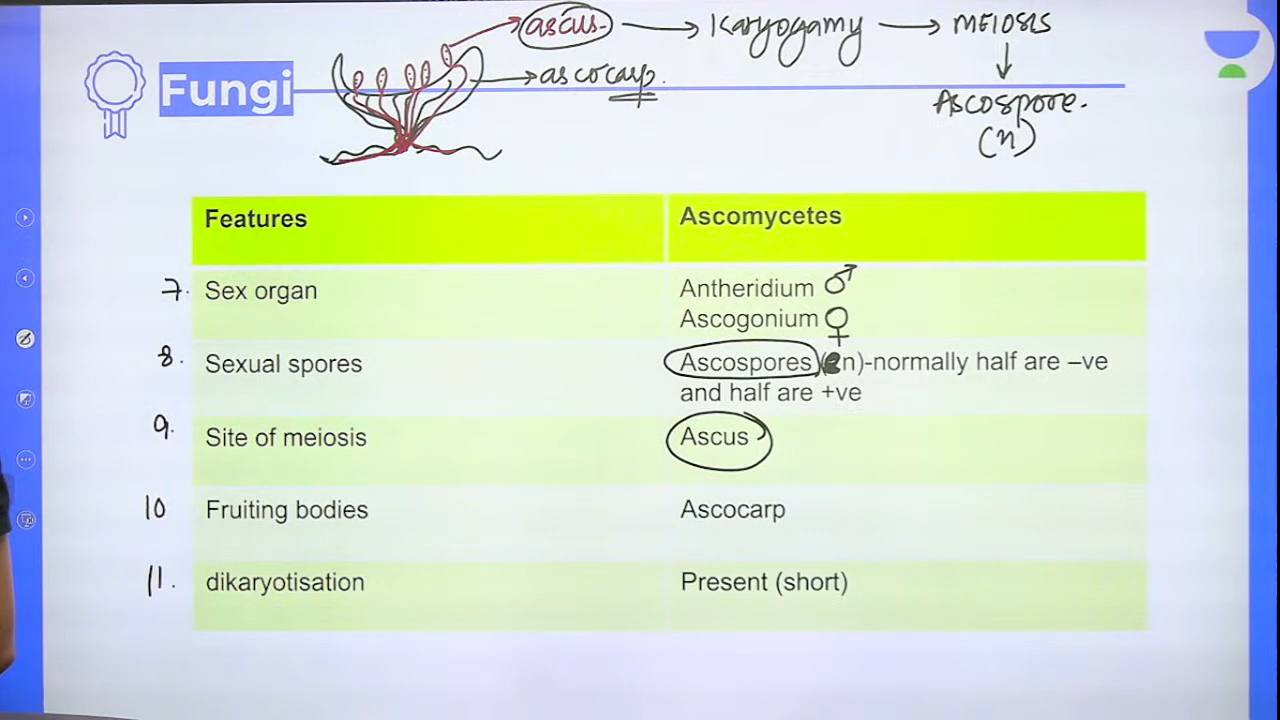 ascus. → Karyogamy → MEIOSIS
→ ascocarp.
↓
Fungi
Ascospore.
(n)
Features Ascomycetes
7. Sex organ Antheridium ♂
Ascogonium ♀
8. Sexual spores Ascospores (n)-normally half are –ve
and half are +ve
9. Site of meiosis Ascus
10 Fruiting bodies Ascocarp
11. dikaryotisation Present (short)